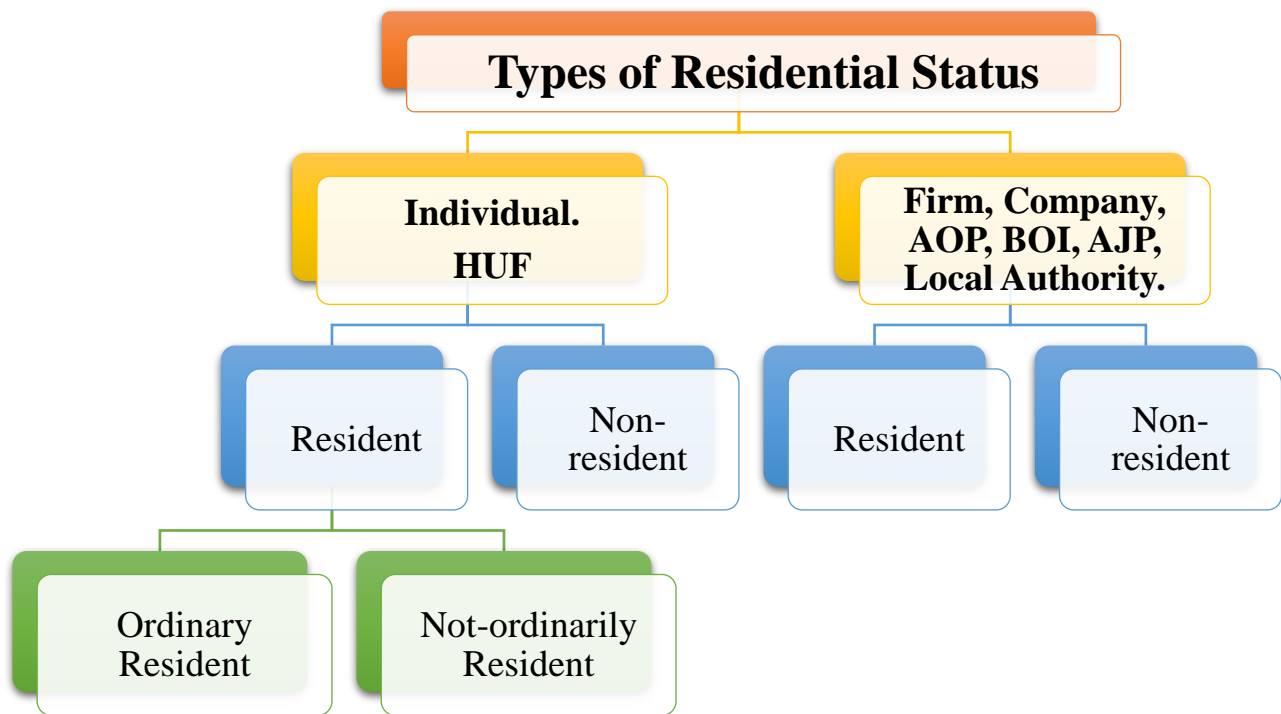 Types of Residential Status
Individual.
HUF
Firm, Company,
AOP, BOI, AJP,
Local Authority.
Resident
Non-
resident
Resident
Non-
resident
Ordinary
Resident
Not-ordinarily
Resident